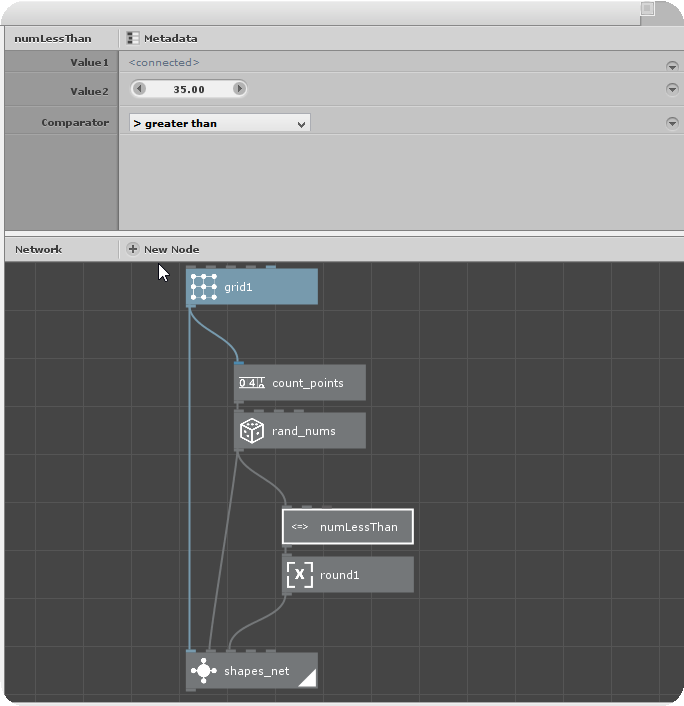 numLessThan Metadata
Value1 <connected>
Value2 35.00
Comparator > greater than
Network + New Node
grid1
0 4 count_points
rand_nums
<=> numLessThan
[X] round1
shapes_net